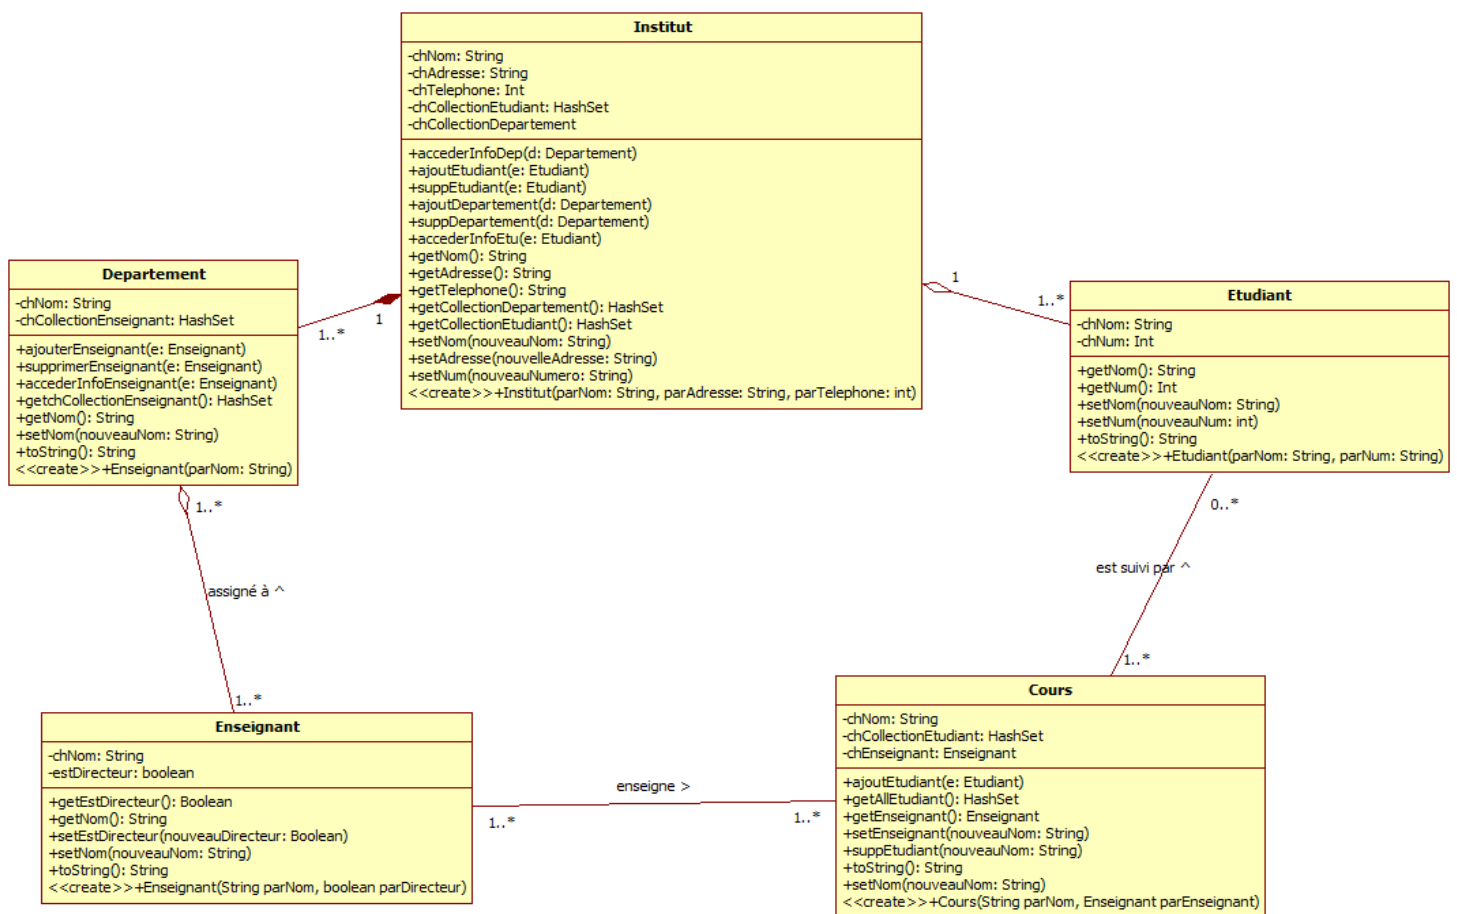 Institut
-chNom: String
-chAdresse: String
-chTelephone: Int
-chCollectionEtudiant: HashSet
-chCollectionDepartement
+accederInfoDep(d: Departement)
+ajoutEtudiant(e: Etudiant)
+suppEtudiant(e: Etudiant)
+ajoutDepartement(d: Departement)
+suppDepartement(d: Departement)
+accederInfoEtu(e: Etudiant)
+getNom(): String
+getAdresse(): String
+getTelephone(): String
+getCollectionDepartement(): HashSet
+getCollectionEtudiant(): HashSet
+setNom(nouveauNom: String)
+setAdresse(nouvelleAdresse: String)
+setNum(nouveauNumero: String)
<<create>>+Institut(parNom: String, parAdresse: String, parTelephone: int)
Departement
-chNom: String
-chCollectionEnseignant: HashSet
+ajouterEnseignant(e: Enseignant)
+supprimerEnseignant(e: Enseignant)
+accederInfoEnseignant(e: Enseignant)
+getchCollectionEnseignant(): HashSet
+getNom(): String
+setNom(nouveauNom: String)
+toString(): String
<<create>>+Enseignant(parNom: String)
1..*
1
1
1..*
Etudiant
-chNom: String
-chNum: Int
+getNom(): String
+getNum(): Int
+setNom(nouveauNom: String)
+setNum(nouveauNum: int)
+toString(): String
<<create>>+Etudiant(parNom: String, parNum: String)
1..*
assigné à ^
1..*
0..*
est suivi par ^
1..*
Enseignant
-chNom: String
-estDirecteur: boolean
+getEstDirecteur(): Boolean
+getNom(): String
+setEstDirecteur(nouveauDirecteur: Boolean)
+setNom(nouveauNom: String)
+toString(): String
<<create>>+Enseignant(String parNom, boolean parDirecteur)
enseigne >
1..*
1..*
Cours
-chNom: String
-chCollectionEtudiant: HashSet
-chEnseignant: Enseignant
+ajoutEtudiant(e: Etudiant)
+getAllEtudiant(): HashSet
+getEnseignant(): Enseignant
+setEnseignant(nouveauNom: String)
+suppEtudiant(nouveauNom: String)
+toString(): String
+setNom(nouveauNom: String)
<<create>>+Cours(String parNom, Enseignant parEnseignant)